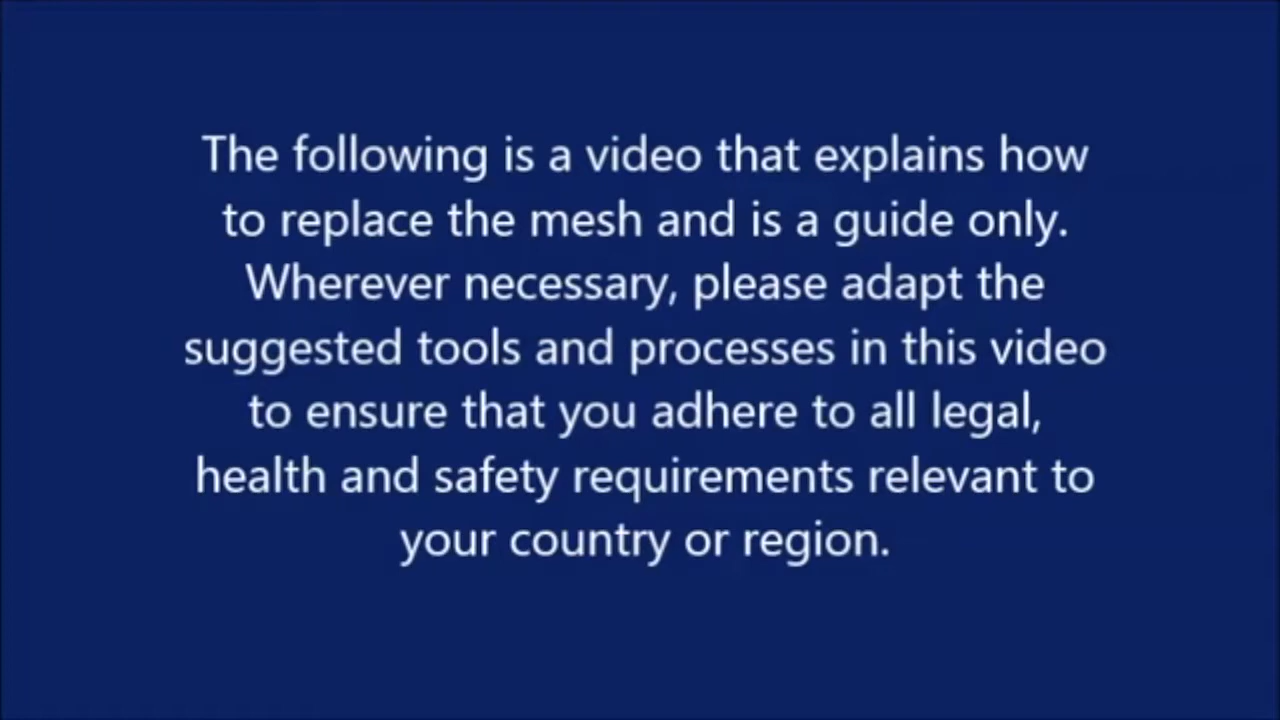 The following is a video that explains how
to replace the mesh and is a guide only.
Wherever necessary, please adapt the
suggested tools and processes in this video
to ensure that you adhere to all legal,
health and safety requirements relevant to
your country or region.